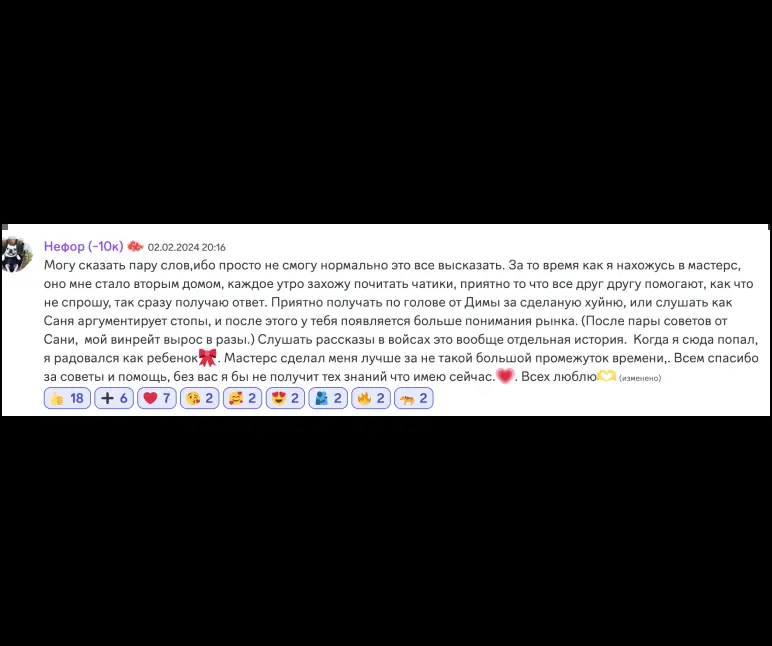 Нефор (-10к) 🍉 02.02.2024 20:16
Могу сказать пару слов,ибо просто не смогу нормально это все высказать. За то время как я нахожусь в мастерс,
оно мне стало вторым домом, каждое утро захожу почитать чатики, приятно то что все друг другу помогают, как что
не спрошу, так сразу получаю ответ. Приятно получать по голове от Димы за сделаную хуйню, или слушать как
Саня аргументирует стопы, и после этого у тебя появляется больше понимания рынка. (После пары советов от
Сани,  мой винрейт вырос в разы.) Слушать рассказы в войсах это вообще отдельная история.  Когда я сюда попал,
я радовался как ребенок🎀. Мастерс сделал меня лучше за не такой большой промежуток времени,. Всем спасибо
за советы и помощь, без вас я бы не получит тех знаний что имею сейчас.💗. Всех люблю🫶 (изменено)
👍 18 ➕ 6 ❤️ 7 😘 2 🥰 2 😍 2 🫂 2 🔥 2 🐅 2